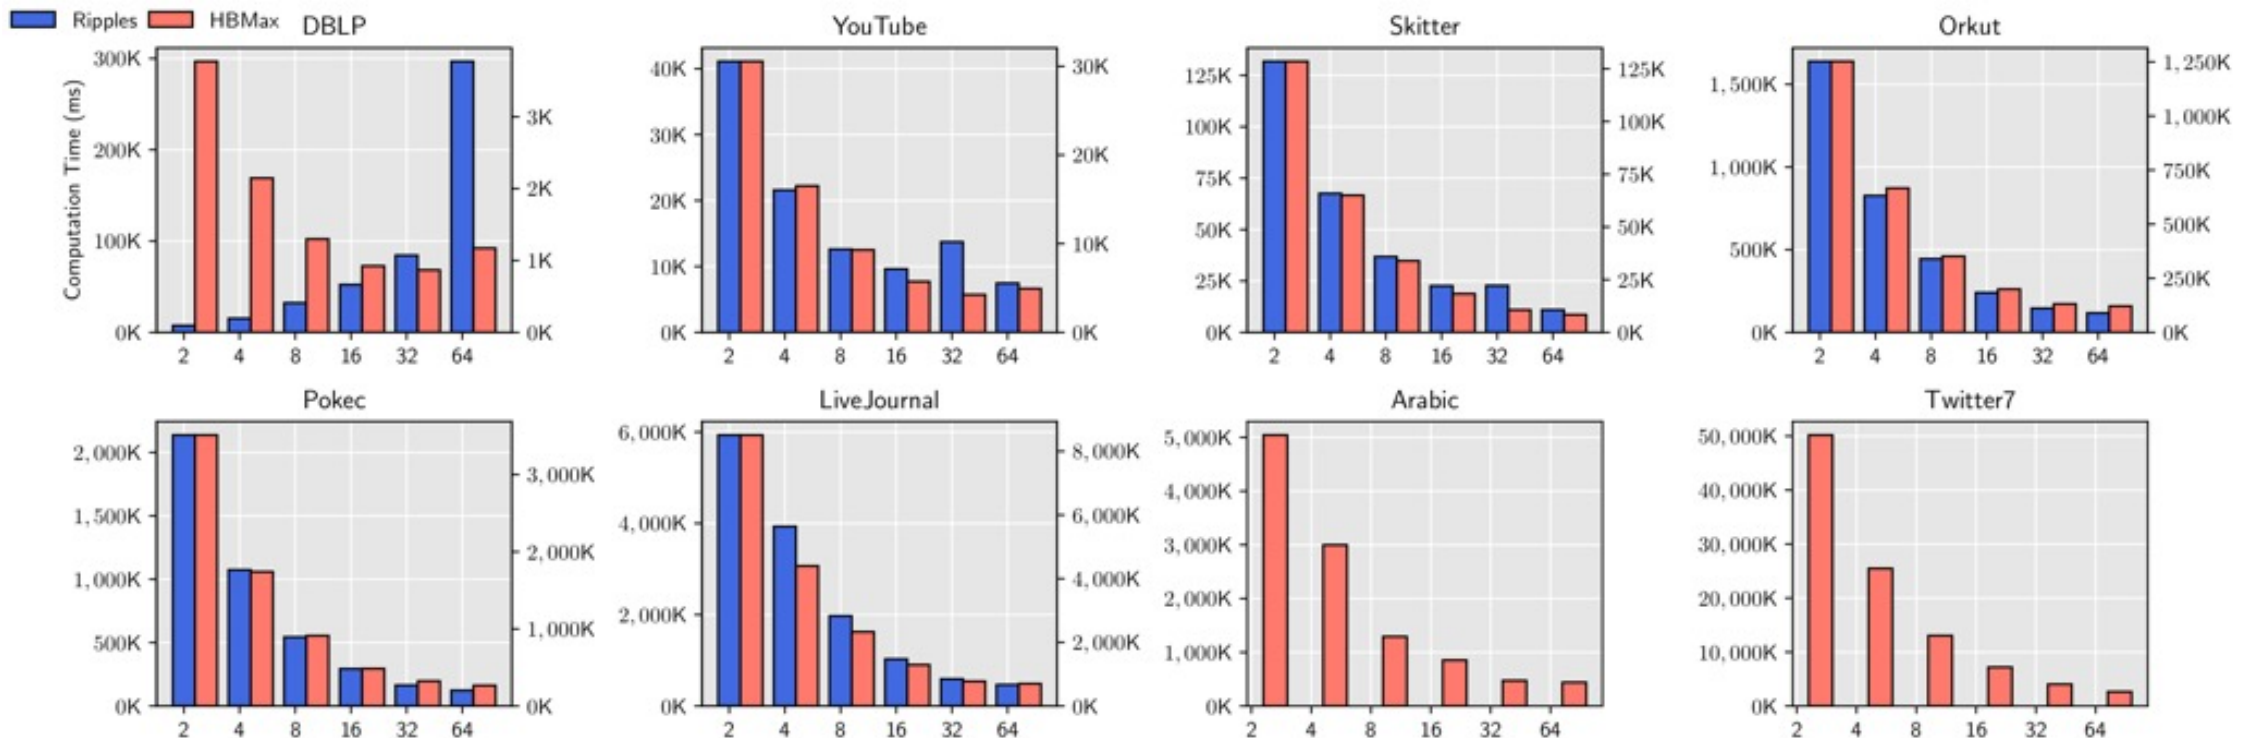 Ripples HBMax
DBLP
Computation Time (ms)
300K
200K
100K
0K
3K
2K
1K
0K
2 4 8 16 32 64
YouTube
40K
30K
20K
10K
0K
30K
20K
10K
0K
2 4 8 16 32 64
Skitter
125K
100K
75K
50K
25K
0K
125K
100K
75K
50K
25K
0K
2 4 8 16 32 64
Orkut
1,500K
1,000K
500K
0K
1,250K
1,000K
750K
500K
250K
0K
2 4 8 16 32 64
Pokec
2,000K
1,500K
1,000K
500K
0K
3,000K
2,000K
1,000K
0K
2 4 8 16 32 64
LiveJournal
6,000K
4,000K
2,000K
0K
8,000K
6,000K
4,000K
2,000K
0K
2 4 8 16 32 64
Arabic
5,000K
4,000K
3,000K
2,000K
1,000K
0K
2 4 8 16 32 64
Twitter7
50,000K
40,000K
30,000K
20,000K
10,000K
0K
2 4 8 16 32 64